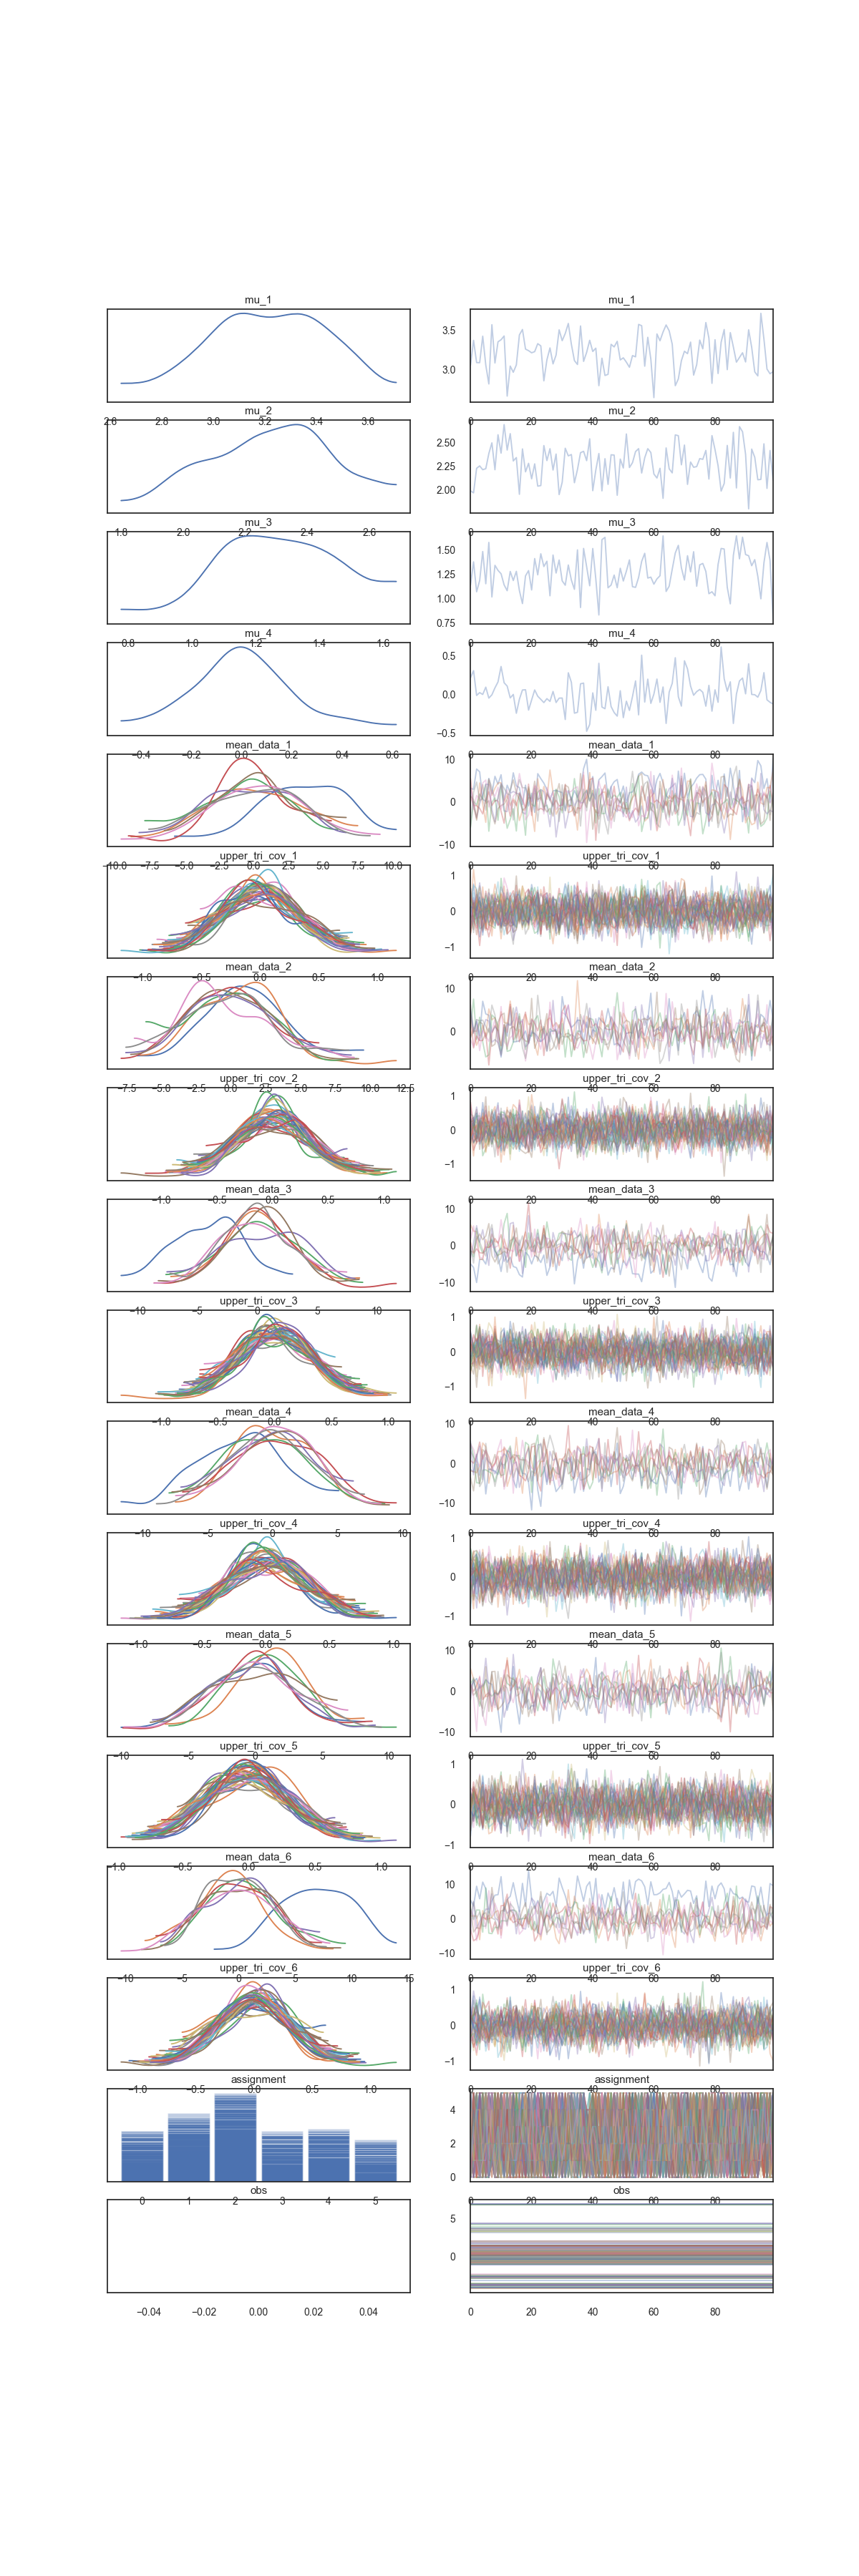 mu_1 mu_1
3.5
3.0
2.6 2.8 3.0 3.2 3.4 3.6 0 20 40 60 80
mu_2 mu_2
2.50
2.25
2.00
1.8 2.0 2.2 2.4 2.6 0 20 40 60 80
mu_3 mu_3
1.50
1.25
1.00
0.75
0.8 1.0 1.2 1.4 1.6 0 20 40 60 80
mu_4 mu_4
0.5
0.0
−0.5
−0.4 −0.2 0.0 0.2 0.4 0.6 0 20 40 60 80
mean_data_1 mean_data_1
10
0
−10
−10.0 −7.5 −5.0 −2.5 0.0 2.5 5.0 7.5 10.0 0 20 40 60 80
upper_tri_cov_1 upper_tri_cov_1
1
0
−1
−1.0 −0.5 0.0 0.5 1.0 0 20 40 60 80
mean_data_2 mean_data_2
10
0
−7.5 −5.0 −2.5 0.0 2.5 5.0 7.5 10.0 12.5 0 20 40 60 80
upper_tri_cov_2 upper_tri_cov_2
1
0
−1
−1.0 −0.5 0.0 0.5 1.0 0 20 40 60 80
mean_data_3 mean_data_3
10
0
−10
−10 −5 0 5 10 0 20 40 60 80
upper_tri_cov_3 upper_tri_cov_3
1
0
−1
−1.0 −0.5 0.0 0.5 1.0 0 20 40 60 80
mean_data_4 mean_data_4
10
0
−10
−10 −5 0 5 10 0 20 40 60 80
upper_tri_cov_4 upper_tri_cov_4
1
0
−1
−1.0 −0.5 0.0 0.5 1.0 0 20 40 60 80
mean_data_5 mean_data_5
10
0
−10
−10 −5 0 5 10 0 20 40 60 80
upper_tri_cov_5 upper_tri_cov_5
1
0
−1
−1.0 −0.5 0.0 0.5 1.0 0 20 40 60 80
mean_data_6 mean_data_6
10
0
−10
−10 −5 0 5 10 15 0 20 40 60 80
upper_tri_cov_6 upper_tri_cov_6
1
0
−1
−1.0 −0.5 0.0 0.5 1.0 0 20 40 60 80
assignment assignment
4
2
0
0 1 2 3 4 5 0 20 40 60 80
obs obs
5
0
−0.04 −0.02 0.00 0.02 0.04 0 20 40 60 80